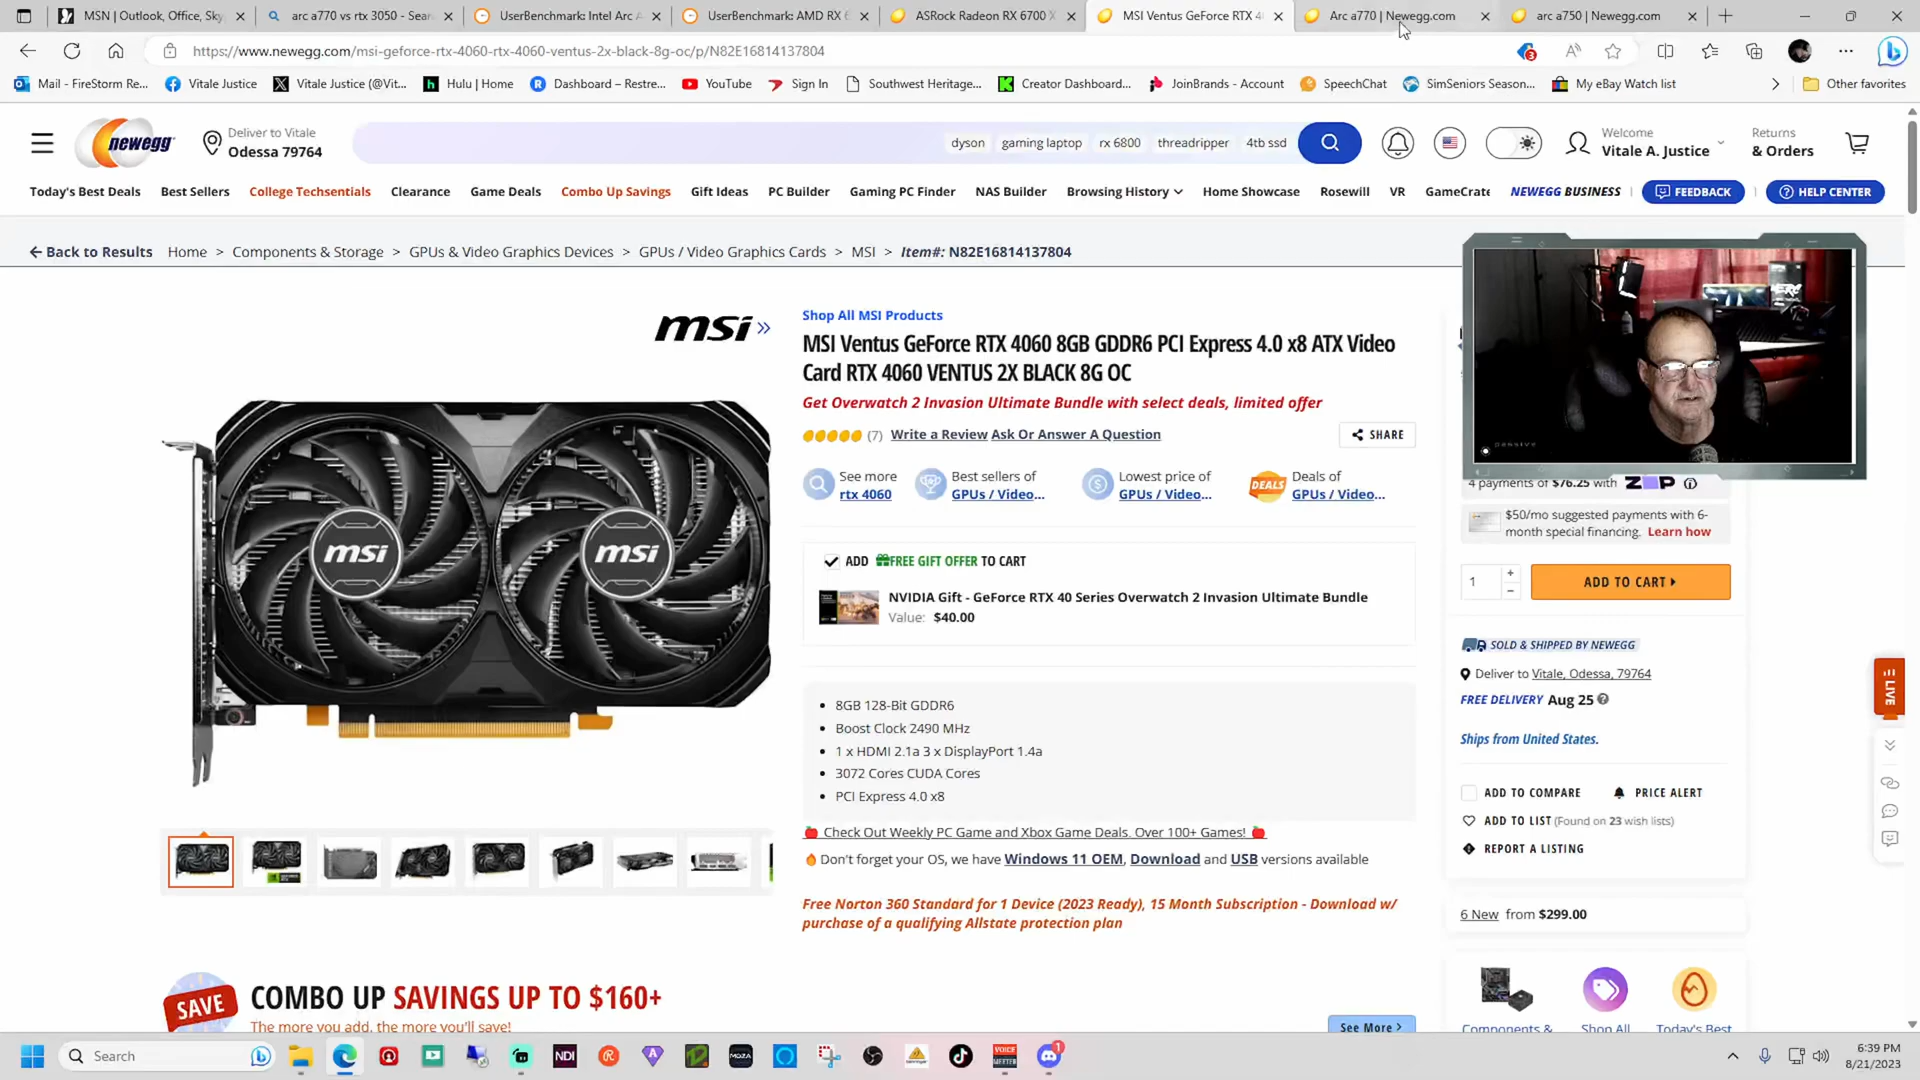 MSN | Outlook, Office, Sky
arc a770 vs rtx 3050 - Sear
UserBenchmark: Intel Arc A
UserBenchmark: AMD RX 6
ASRock Radeon RX 6700 X
MSI Ventus GeForce RTX 4
Arc a770 | Newegg.com
arc a750 | Newegg.com
https://www.newegg.com/msi-geforce-rtx-4060-rtx-4060-ventus-2x-black-8g-oc/p/N82E16814137804
3
Mail - FireStorm Re...
Vitale Justice
Vitale Justice (@Vit...
Hulu | Home
Dashboard – Restre...
YouTube
Sign In
Southwest Heritage...
Creator Dashboard...
JoinBrands - Account
SpeechChat
SimSeniors Season...
My eBay Watch list
Other favorites
newegg
Deliver to Vitale
Odessa 79764
dyson
gaming laptop
rx 6800
threadripper
4tb ssd
Welcome
Vitale A. Justice
Returns
& Orders
Today's Best Deals
Best Sellers
College Techsentials
Clearance
Game Deals
Combo Up Savings
Gift Ideas
PC Builder
Gaming PC Finder
NAS Builder
Browsing History
Home Showcase
Rosewill
VR
GameCrate
NEWEGG BUSINESS
FEEDBACK
HELP CENTER
Back to Results
Home > Components & Storage > GPUs & Video Graphics Devices > GPUs / Video Graphics Cards > MSI > Item#: N82E16814137804
msi
Shop All MSI Products
MSI Ventus GeForce RTX 4060 8GB GDDR6 PCI Express 4.0 x8 ATX Video
Card RTX 4060 VENTUS 2X BLACK 8G OC
Get Overwatch 2 Invasion Ultimate Bundle with select deals, limited offer
(7) Write a Review Ask Or Answer A Question
SHARE
See more
rtx 4060
Best sellers of
GPUs / Video...
Lowest price of
GPUs / Video...
DEALS
Deals of
GPUs / Video...
4 payments of $76.25 with ZIP
$50/mo suggested payments with 6-
month special financing. Learn how
msi
msi
ADD FREE GIFT OFFER TO CART
NVIDIA Gift - GeForce RTX 40 Series Overwatch 2 Invasion Ultimate Bundle
Value: $40.00
1
+
−
ADD TO CART
SOLD & SHIPPED BY NEWEGG
Deliver to Vitale, Odessa, 79764
FREE DELIVERY Aug 25
Ships from United States.
LIVE
8GB 128-Bit GDDR6
Boost Clock 2490 MHz
1 x HDMI 2.1a 3 x DisplayPort 1.4a
3072 Cores CUDA Cores
PCI Express 4.0 x8
ADD TO COMPARE
PRICE ALERT
ADD TO LIST (Found on 23 wish lists)
REPORT A LISTING
Check Out Weekly PC Game and Xbox Game Deals. Over 100+ Games!
Don't forget your OS, we have Windows 11 OEM, Download and USB versions available
Free Norton 360 Standard for 1 Device (2023 Ready), 15 Month Subscription - Download w/
purchase of a qualifying Allstate protection plan
6 New from $299.00
SAVE
COMBO UP SAVINGS UP TO $160+
The more you add, the more you'll save!
See More
Components &
Shop All
Today's Best
Search
NDI
MOZA
VOICE
MEETER
1
6:39 PM
8/21/2023